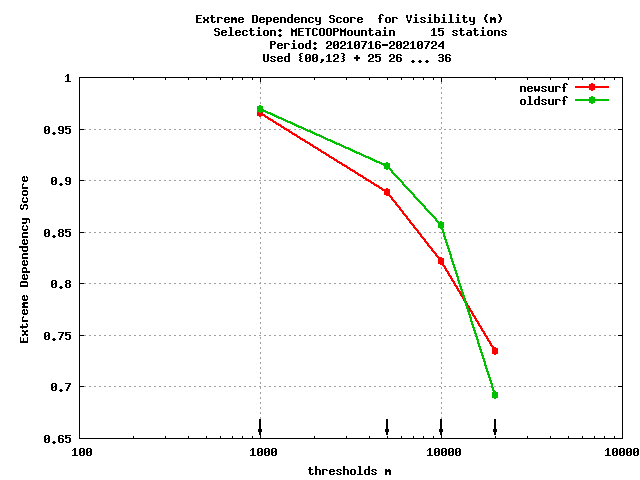 Extreme Dependency Score  for Visibility (m)
Selection: METCOOPMountain     15 stations
Period: 20210716-20210724
Used {00,12} + 25 26 ... 36
newsurf
oldsurf
1
0.95
0.9
0.85
0.8
0.75
0.7
0.65
Extreme Dependency Score
100 1000 10000 10000
thresholds m